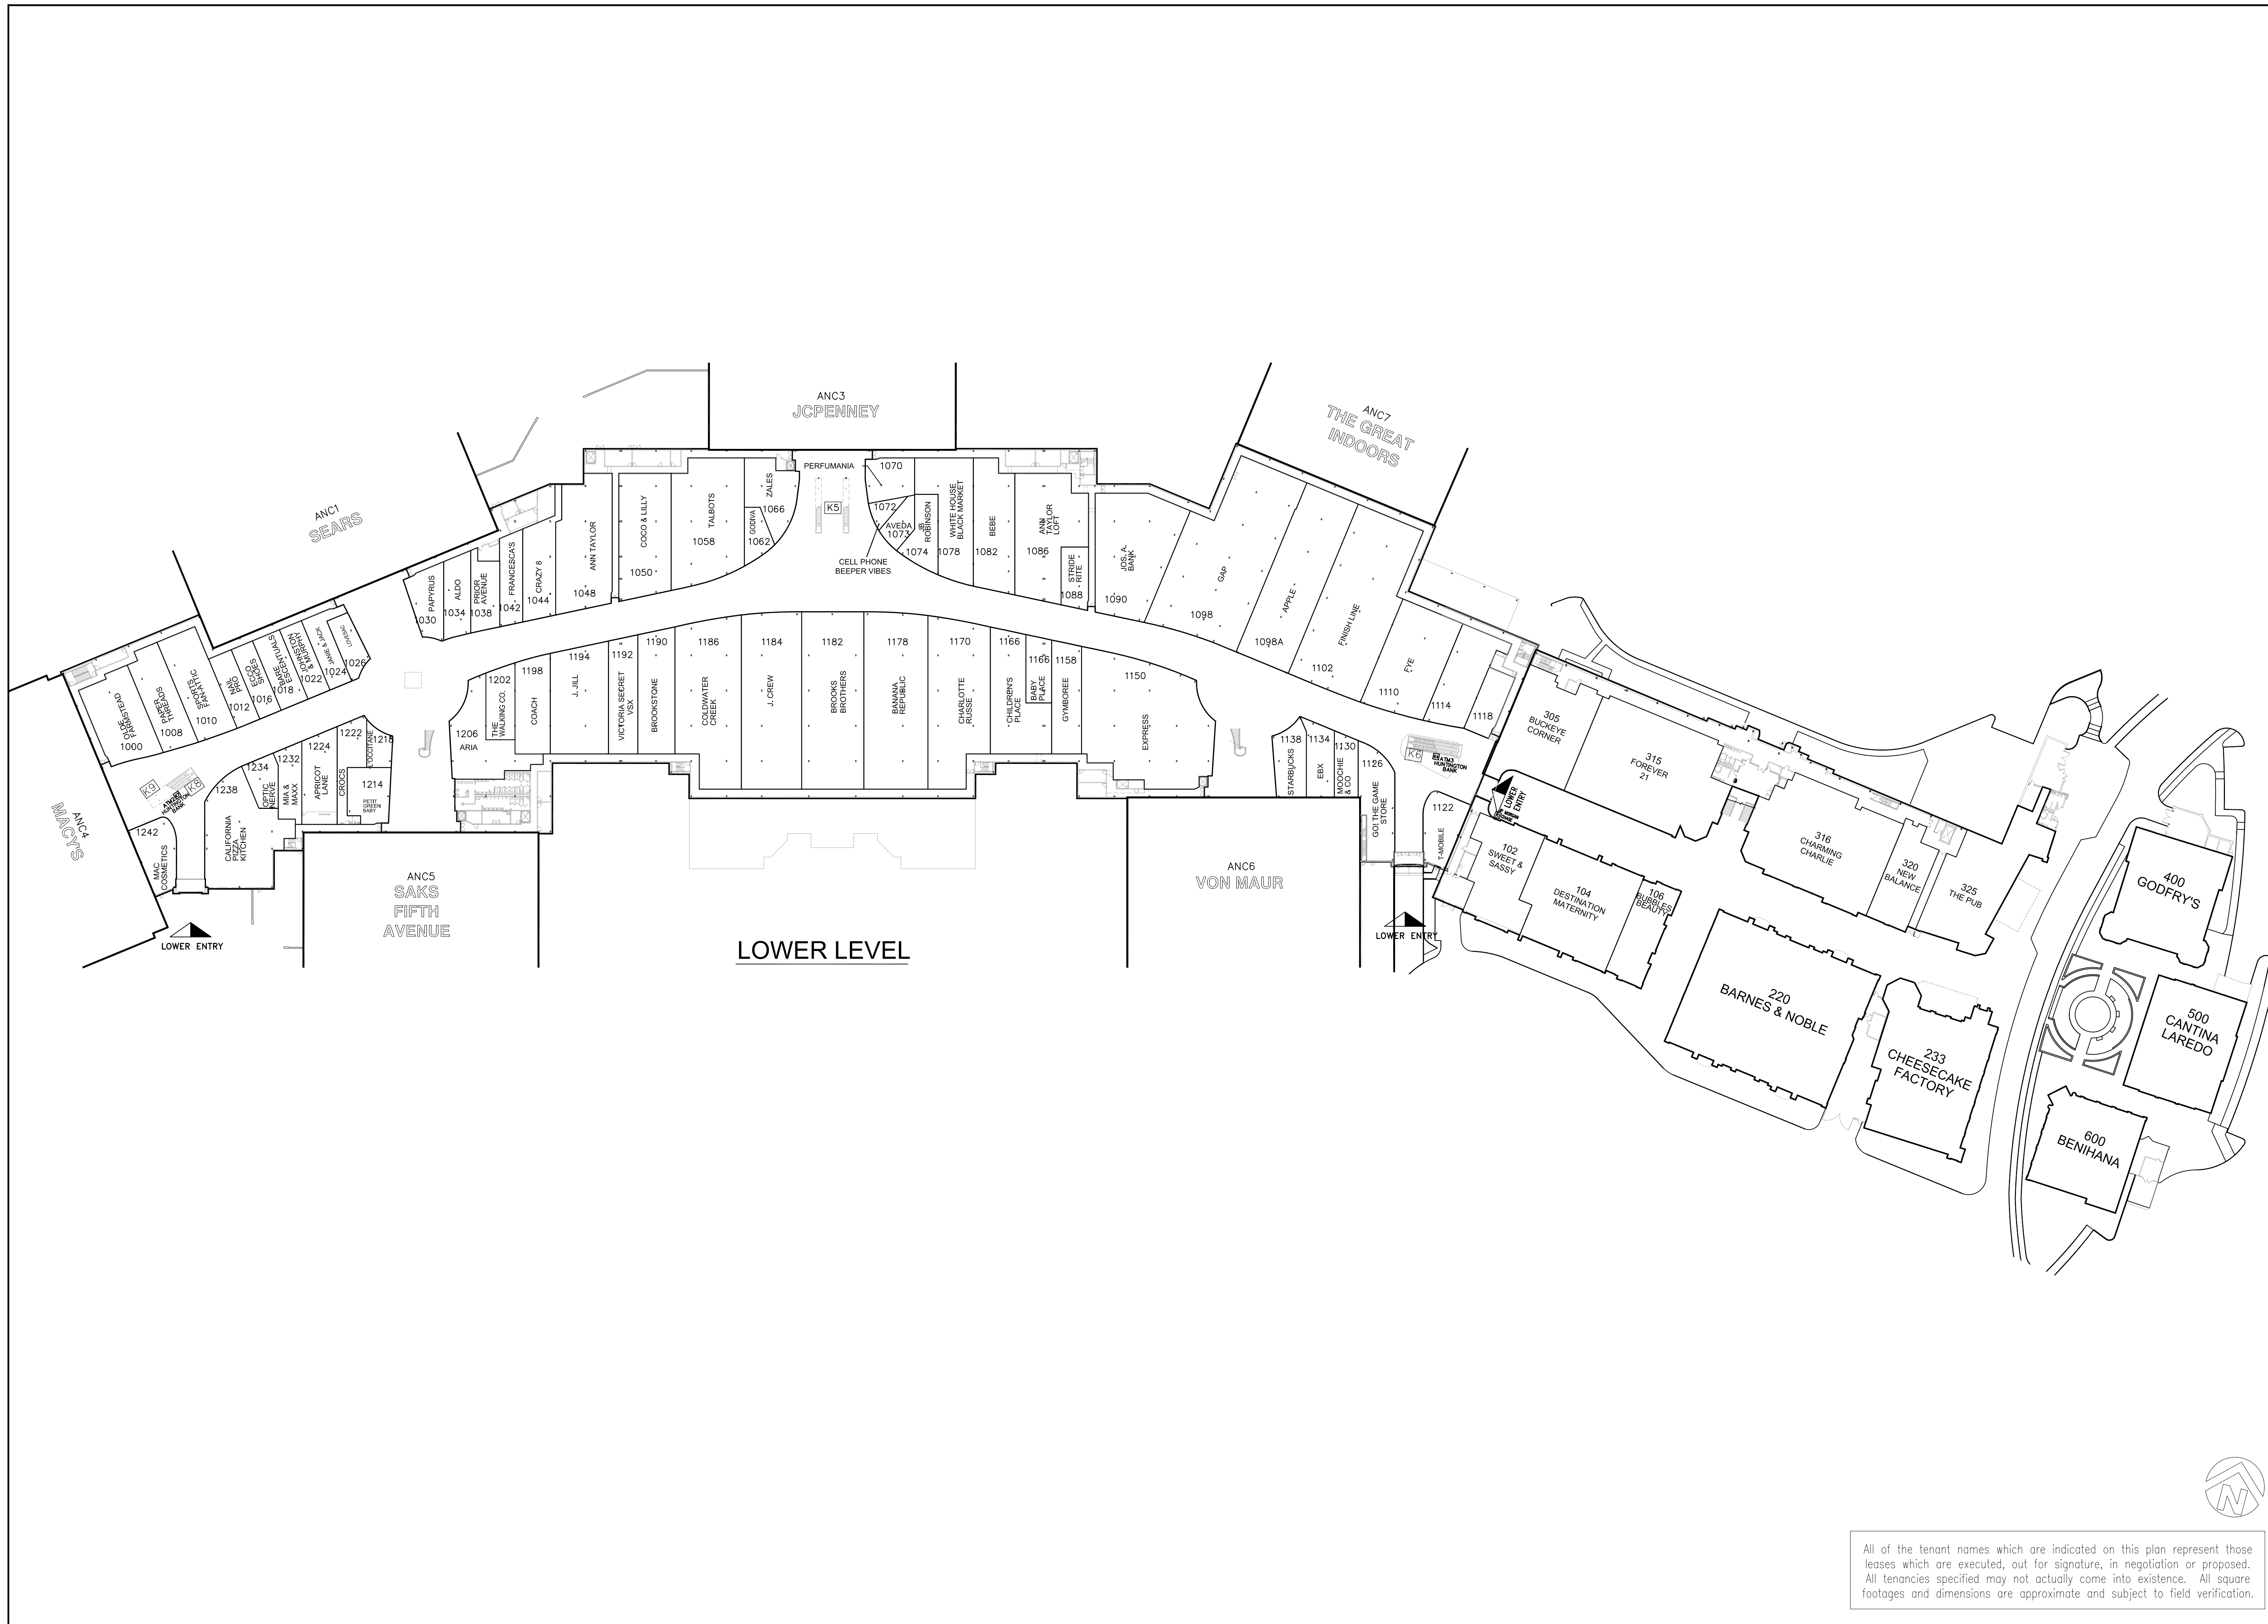 ANC3
JCPENNEY
ANC7
THE GREAT
INDOORS
ANC1
SEARS
ANC4
MACY'S
ANC5
SAKS
FIFTH
AVENUE
ANC6
VON MAUR
OLDE
FARMSTEAD
1000
PAPER
THREADS
1008
SPORTS
FAN-ATTIC
1010
NAIL
PRO
1012
ECCO
SHOES
1016
BARE
ESCENTUALS
1018
JOHNSTON
& MURPHY
1022
JANE & JACK
1024
LOVESAC
1026
PAPYRUS
1030
ALDO
1034
PRIOR
AVENUE
1038
FRANCESCA'S
1042
CRAZY 8
1044
ANN TAYLOR
1048
COCO & LILLY
1050
TALBOTS
1058
GODIVA
1062
ZALES
1066
K5
PERFUMANIA
1070
1072
AVEDA
1073
CELL PHONE
BEEPER VIBES
JB
ROBINSON
1074
WHITE HOUSE
BLACK MARKET
1078
BEBE
1082
ANN
TAYLOR
LOFT
1086
STRIDE
RITE
1088
JOS. A.
BANK
1090
GAP
1098
APPLE
1098A
FINISH LINE
1102
FYE
1110
1114
1118
K9
K8
HUNTINGTON
BANK
1242
MAC
COSMETICS
1238
CALIFORNIA
PIZZA
KITCHEN
1234
OPTIC
NERVE
1232
MIA &
MAXX
1224
APRICOT
LANE
1222
CROCS
L'OCCITANE
1218
1214
PETIT
GREEN
BABY
1206
ARIA
1202
THE
WALKING CO.
1198
COACH
1194
J. JILL
1192
VICTORIA SECRET
VSX
1190
BROOKSTONE
1186
COLDWATER
CREEK
1184
J. CREW
1182
BROOKS
BROTHERS
1178
BANANA
REPUBLIC
1170
CHARLOTTE
RUSSE
1166
CHILDREN'S
PLACE
1166
BABY
PLACE
1158
GYMBOREE
1150
EXPRESS
1138
STARBUCKS
1134
EBX
1130
MOOCHIE
& CO
1126
GO! THE GAME
STORE
K6
ATM3
HUNTINGTON
BANK
1122
T-MOBILE
LOWER
ENTRY
LOWER ENTRY
LOWER ENTRY
305
BUCKEYE
CORNER
315
FOREVER
21
316
CHARMING
CHARLIE
320
NEW
BALANCE
325
THE PUB
102
SWEET &
SASSY
104
DESTINATION
MATERNITY
106
BUBBLES
BEAUTY
220
BARNES & NOBLE
233
CHEESECAKE
FACTORY
400
GODFRY'S
500
CANTINA
LAREDO
600
BENIHANA
LOWER LEVEL
N
All of the tenant names which are indicated on this plan represent those
leases which are executed, out for signature, in negotiation or proposed.
All tenancies specified may not actually come into existence. All square
footages and dimensions are approximate and subject to field verification.